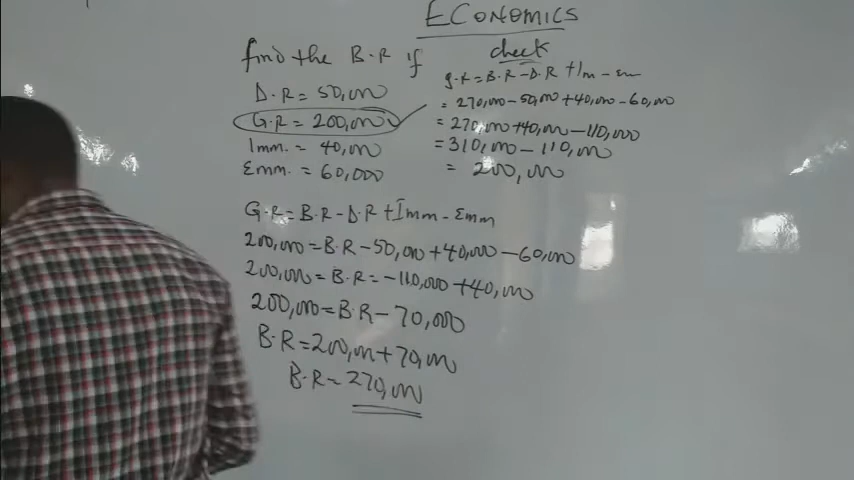 ECONOMICS
find the B.R if
D.R = 50,000
G.R = 200,000
Imm. = 40,000
Emm. = 60,000
G.R = B.R - D.R + Imm - Emm
200,000 = B.R - 50,000 + 40,000 - 60,000
200,000 = B.R = -110,000 + 40,000
200,000 = B.R - 70,000
B.R = 200,000 + 70,000
B.R = 270,000
check
g.r = B.R - D.R + Imm - Emm
= 270,000 - 50,000 + 40,000 - 60,000
= 270,000 + 40,000 - 110,000
= 310,000 - 110,000
= 200,000